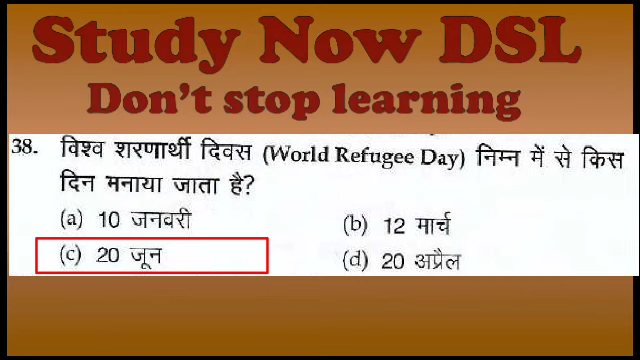 Study Now DSL
Don't stop learning
38. विश्व शरणार्थी दिवस (World Refugee Day) निम्न में से किस
दिन मनाया जाता है?
(a) 10 जनवरी (b) 12 मार्च
(c) 20 जून (d) 20 अप्रैल